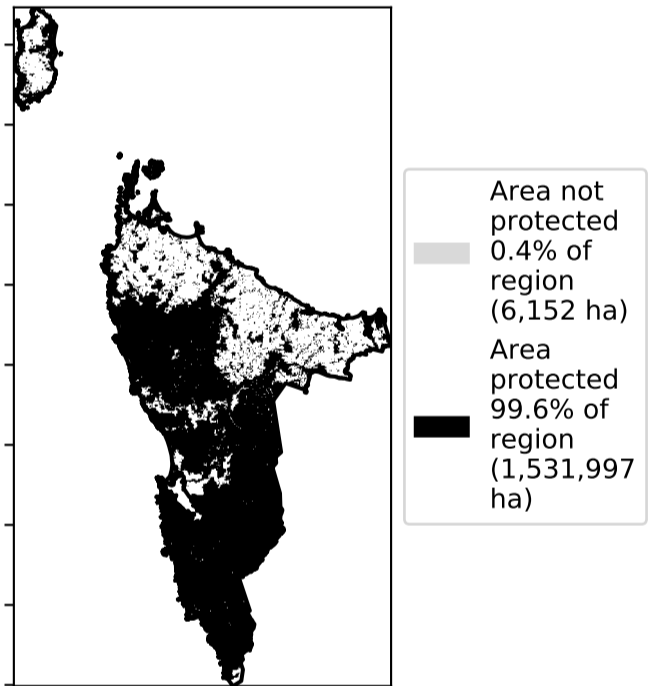 Area not
protected
0.4% of
region
(6,152 ha)
Area
protected
99.6% of
region
(1,531,997
ha)